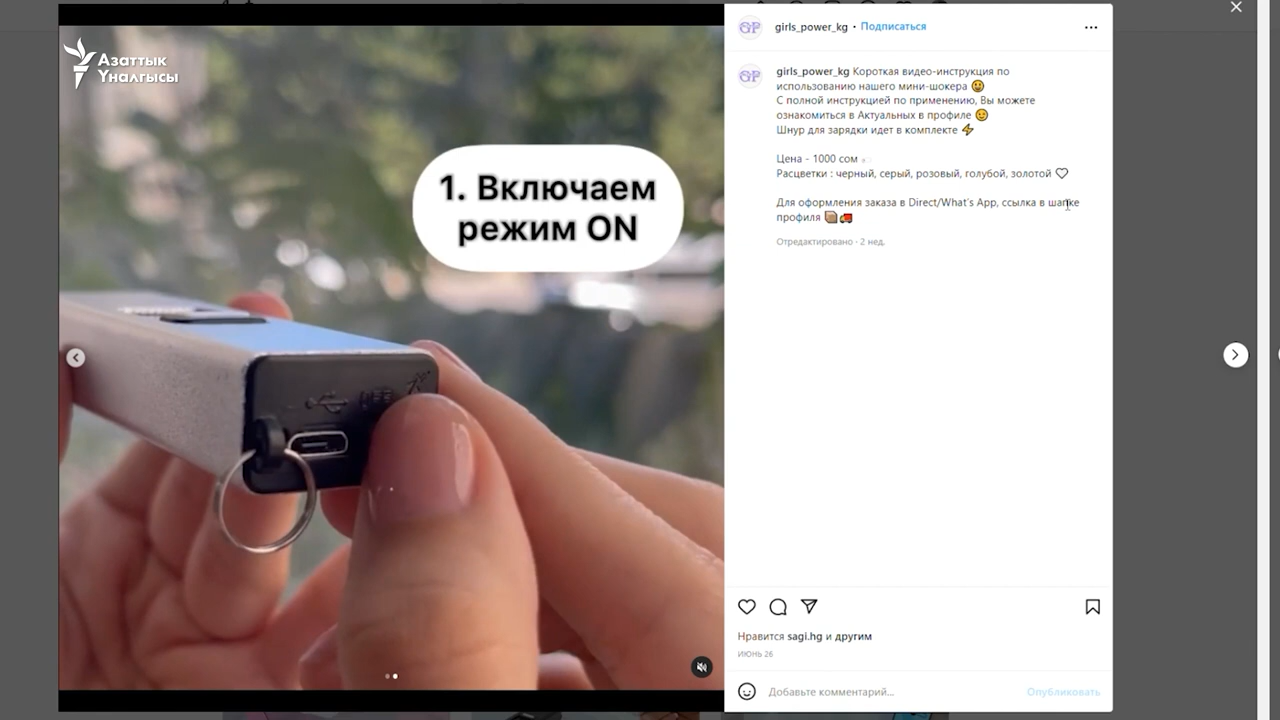 Азаттык
Үналгысы
1. Включаем
режим ON
GP
girls_power_kg • Подписаться
GP
girls_power_kg Короткая видео-инструкция по
использованию нашего мини-шокера
С полной инструкцией по применению, Вы можете
ознакомиться в Актуальных в профиле
Шнур для зарядки идет в комплекте
Цена - 1000 сом
Расцветки : черный, серый, розовый, голубой, золотой
Для оформления заказа в Direct/What's App, ссылка в шапке
профиля
Отредактировано · 2 нед.
Нравится sagi.hg и другим
ИЮНЬ 26
Добавьте комментарий...
Опубликовать